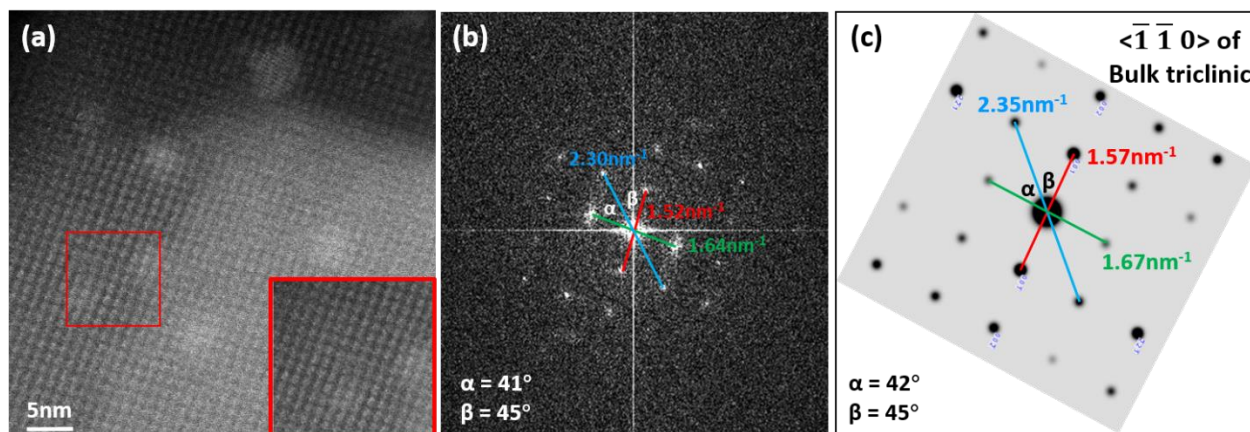 (a)
5nm
(b)
2.30nm⁻¹
α β
1.52nm⁻¹
1.64nm⁻¹
α = 41°
β = 45°
(c)
<1̅ 1̅ 0> of
Bulk triclinic
2.35nm⁻¹
1.57nm⁻¹
α β
1.67nm⁻¹
α = 42°
β = 45°